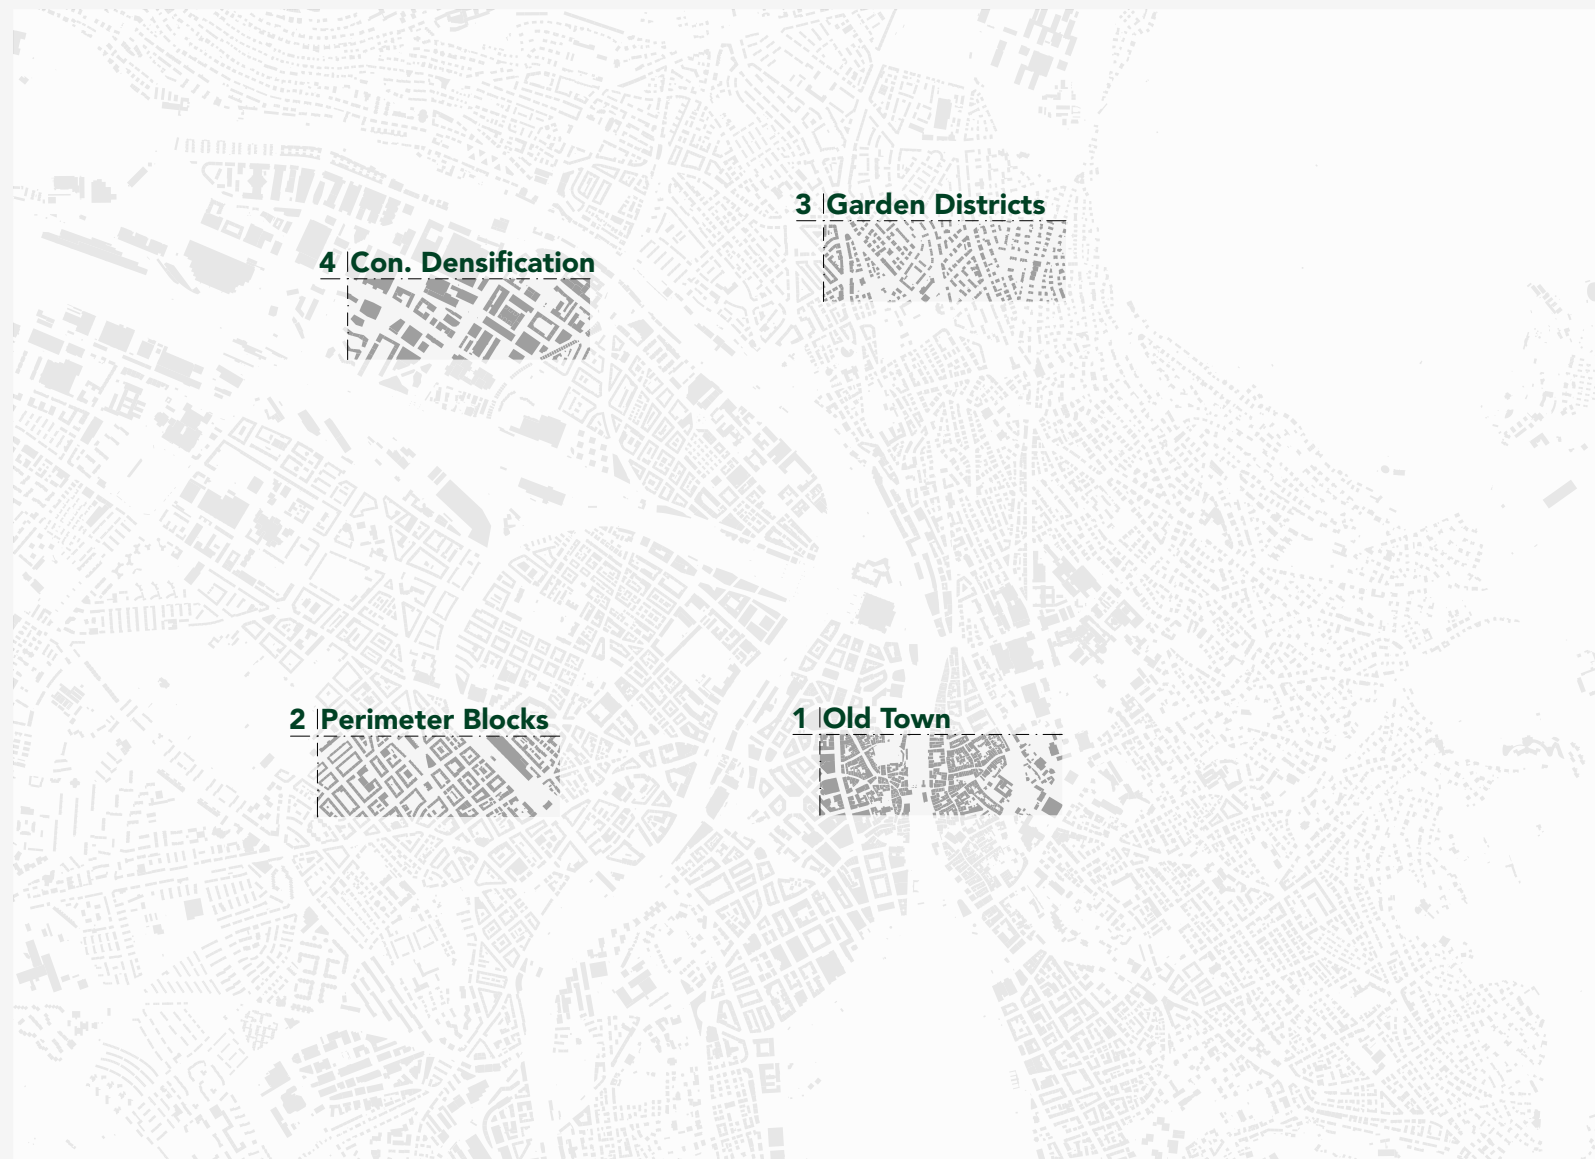 3 Garden Districts
4 Con. Densification
2 Perimeter Blocks
1 Old Town